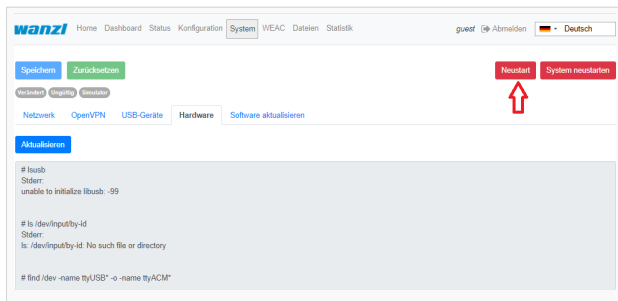 wanzl Home Dashboard Status Konfiguration System WEAC Dateien Statistik guest Abmelden Deutsch
Speichern Zurücksetzen Neustart System neustarten
Verändert Ungültig Simulator
Netzwerk OpenVPN USB-Geräte Hardware Software aktualisieren
Aktualisieren
# lsusb
Stderr:
unable to initialize libusb: -99
# ls /dev/input/by-id
Stderr:
ls: /dev/input/by-id: No such file or directory
# find /dev -name ttyUSB* -o -name ttyACM*